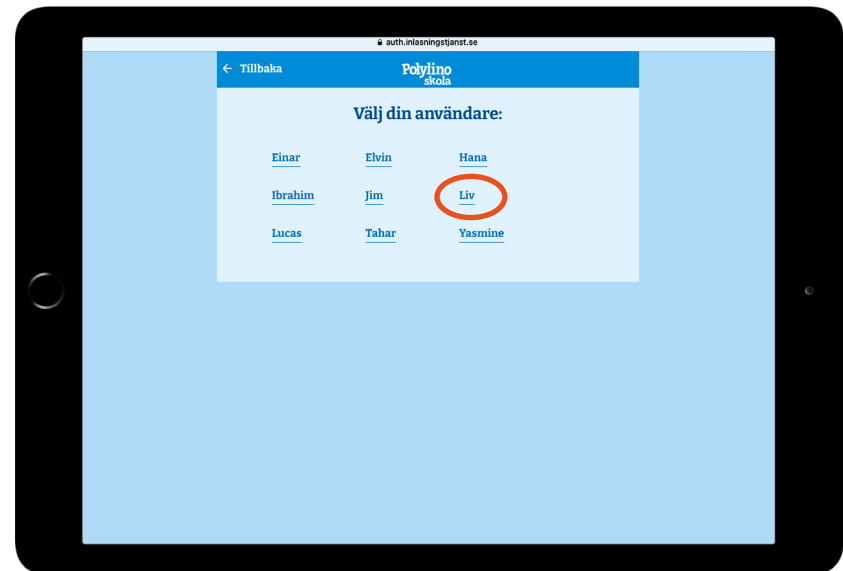 auth.inlasningstjanst.se
← Tillbaka
Polylino
skola
Välj din användare:
Einar Elvin Hana
Ibrahim Jim Liv
Lucas Tahar Yasmine